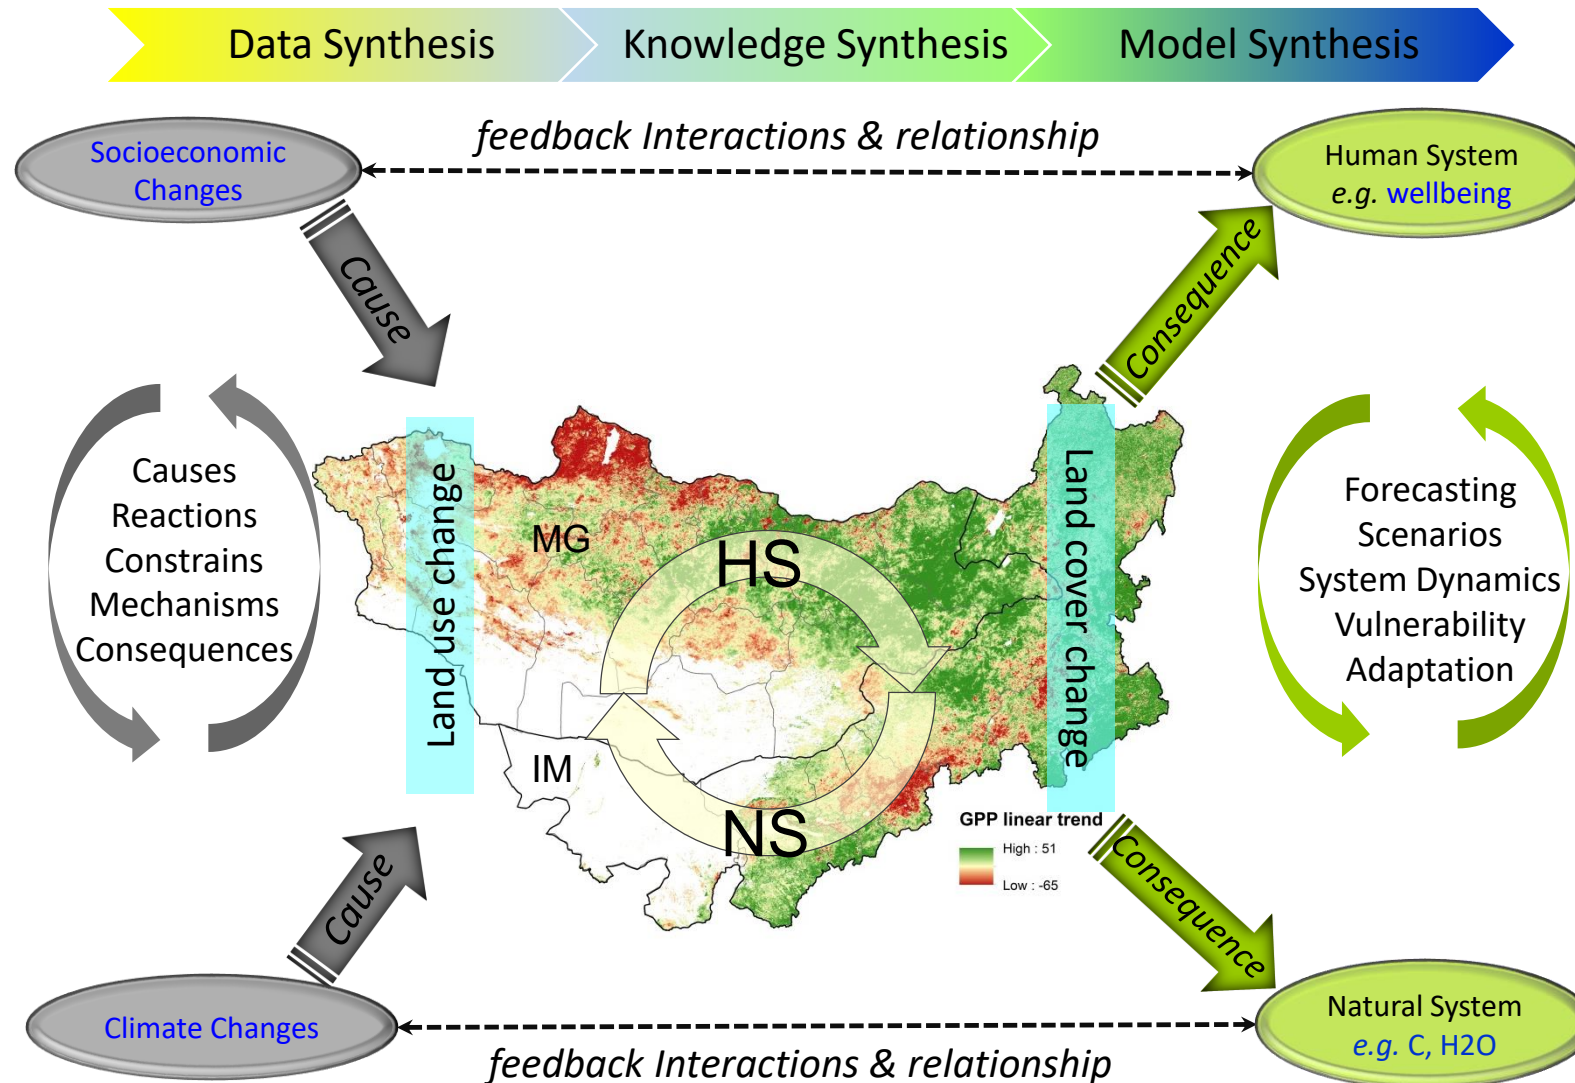 Data Synthesis
Knowledge Synthesis
Model Synthesis
feedback Interactions & relationship
Socioeconomic
Changes
Human System
e.g. wellbeing
Cause
Consequence
Causes
Reactions
Constrains
Mechanisms
Consequences
Land use change
MG
HS
IM
NS
Land cover change
Forecasting
Scenarios
System Dynamics
Vulnerability
Adaptation
GPP linear trend
High : 51
Low : -65
Cause
Consequence
Climate Changes
Natural System
e.g. C, H2O
feedback Interactions & relationship